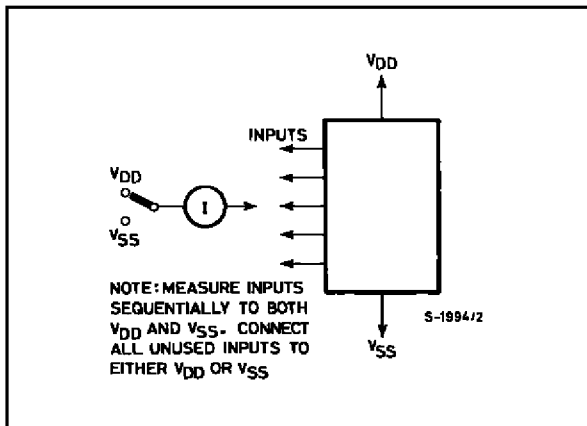 VDD
INPUTS
VDD
I
VSS
NOTE: MEASURE INPUTS
SEQUENTIALLY TO BOTH
VDD AND VSS. CONNECT
ALL UNUSED INPUTS TO
EITHER VDD OR VSS
S-1994/2
VSS